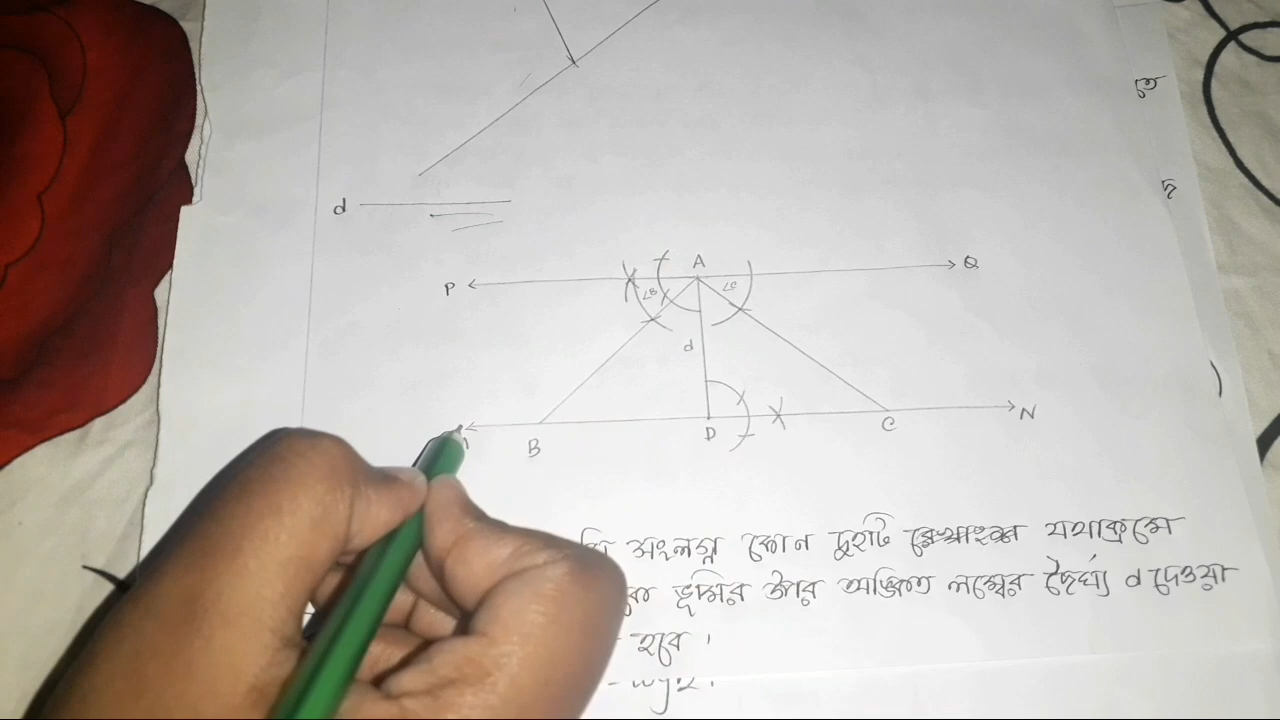 তে
দ
d
P A Q
∠B ∠C
d
B D C N
সংলগ্ন কোন দুইটি যথাক্রমে
ভূমির উপর অঙ্কিত লম্বের দৈর্ঘ্য d দেওয়া
হবে ।